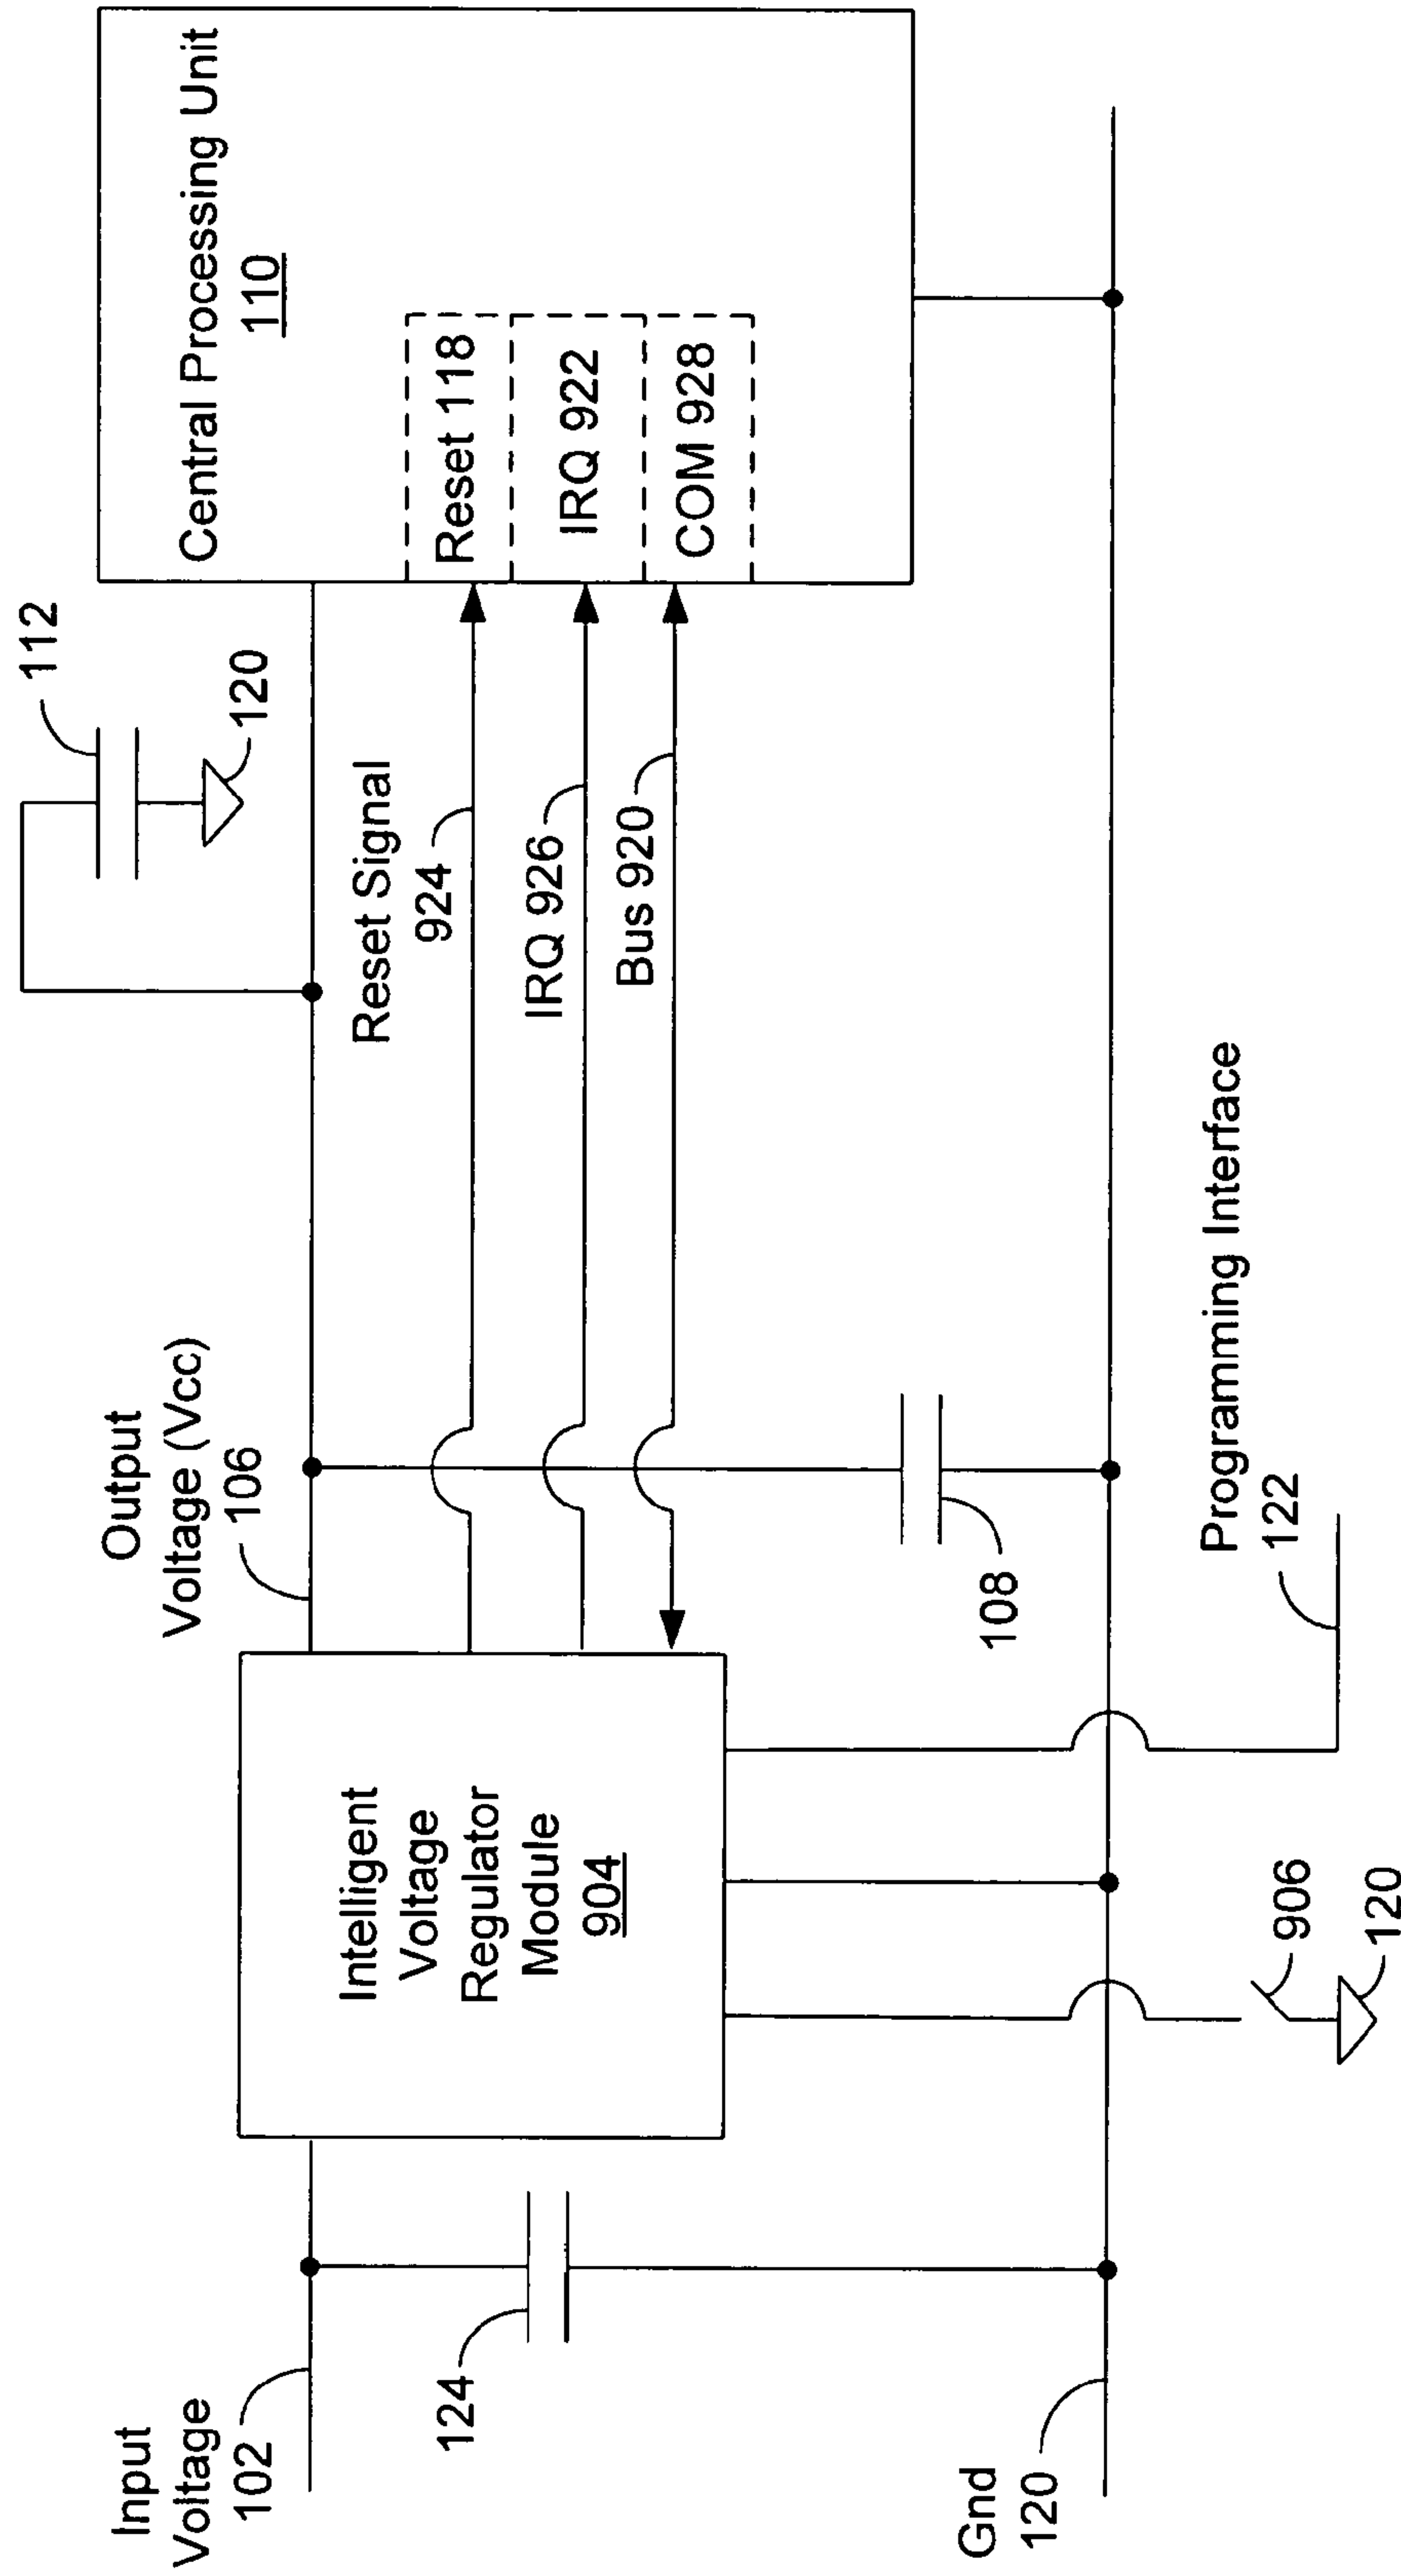 Input
Voltage
102
124
Gnd
120
Intelligent
Voltage
Regulator
Module
904
906
120
Output
Voltage (Vcc)
106
108
Programming Interface
122
Reset Signal
924
IRQ 926
Bus 920
112
120
Central Processing Unit
110
Reset 118
IRQ 922
COM 928